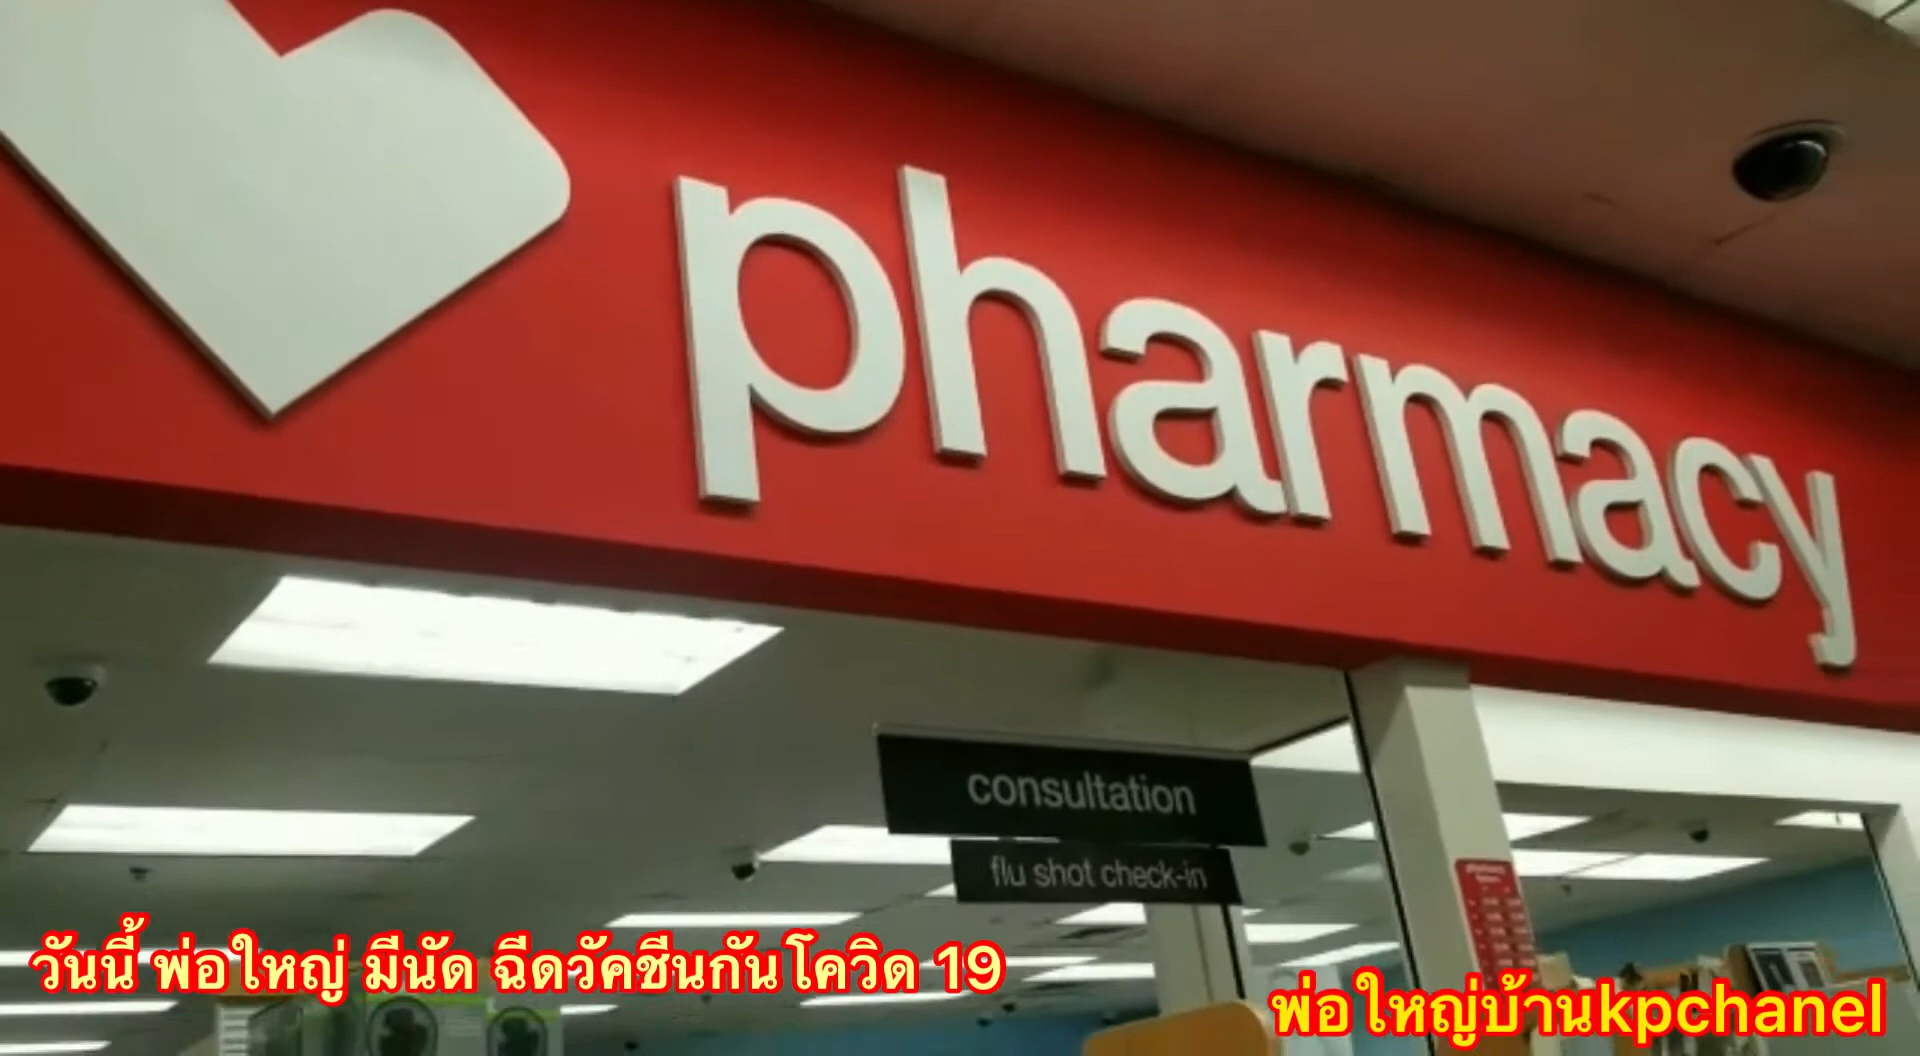 pharmacy
consultation
flu shot check-in
วันนี้ พ่อใหญ่ มีนัด ฉีดวัคซีนกันโควิด 19
พ่อใหญ่บ้านkpchanel